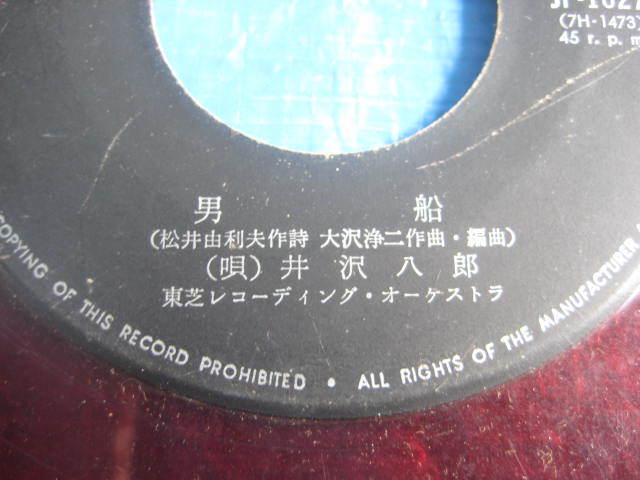 (7H-1473)
45 r. p. m
男 船
(松井由利夫作詩 大沢浄二作曲・編曲)
(唄) 井沢八郎
東芝レコーディング・オーケストラ
COPYING OF THIS RECORD PROHIBITED • ALL RIGHTS OF THE MANUFACTURER